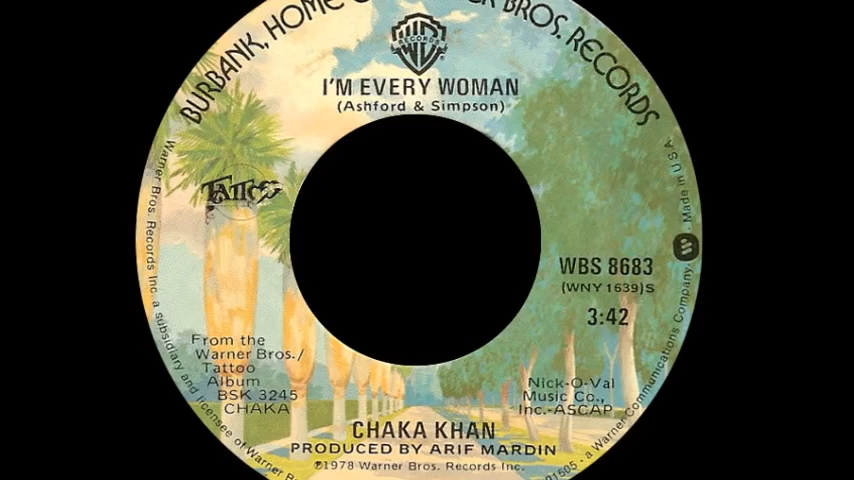 BURBANK, HOME BROS. RECORDS
W
RECORDS
I'M EVERY WOMAN
(Ashford & Simpson)
TATTOO
WBS 8683
(WNY 1639)S
3:42
From the
Warner Bros./
Tattoo
Album
BSK 3245
CHAKA
Nick-O-Val
Music Co.,
Inc.-ASCAP
CHAKA KHAN
PRODUCED BY ARIF MARDIN
℗1978 Warner Bros. Records Inc.
Warner Bros. Records Inc. a subsidiary and licensee of Warner
91505 - a Warner Communications Company. Made in U.S.A.